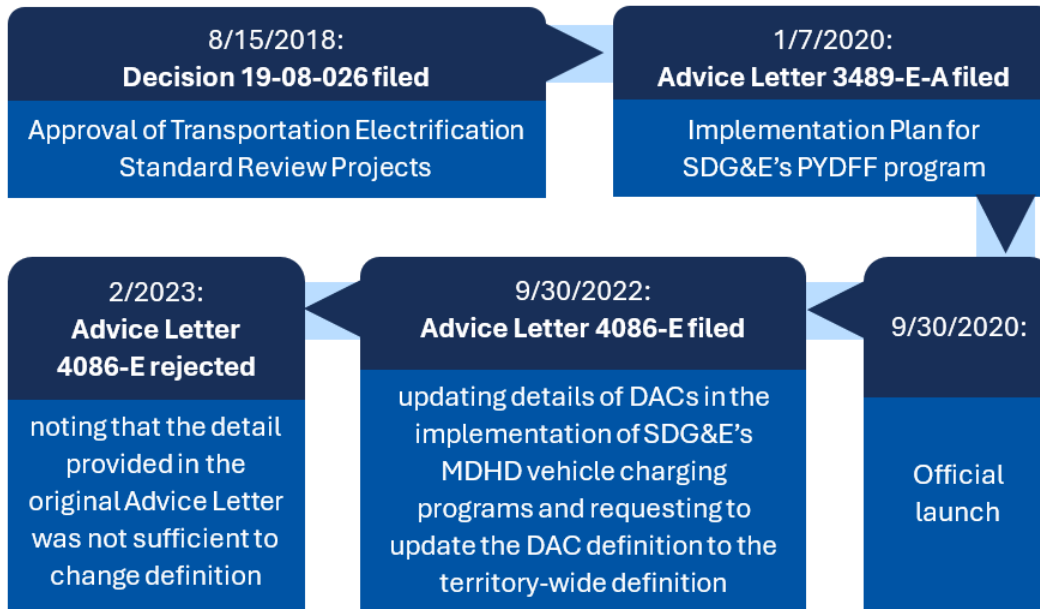 8/15/2018:
Decision 19-08-026 filed
Approval of Transportation Electrification
Standard Review Projects
1/7/2020:
Advice Letter 3489-E-A filed
Implementation Plan for
SDG&E's PYDFF program
9/30/2020:
Official
launch
9/30/2022:
Advice Letter 4086-E filed
updating details of DACs in the
implementation of SDG&E's
MDHD vehicle charging
programs and requesting to
update the DAC definition to the
territory-wide definition
2/2023:
Advice Letter
4086-E rejected
noting that the detail
provided in the
original Advice Letter
was not sufficient to
change definition